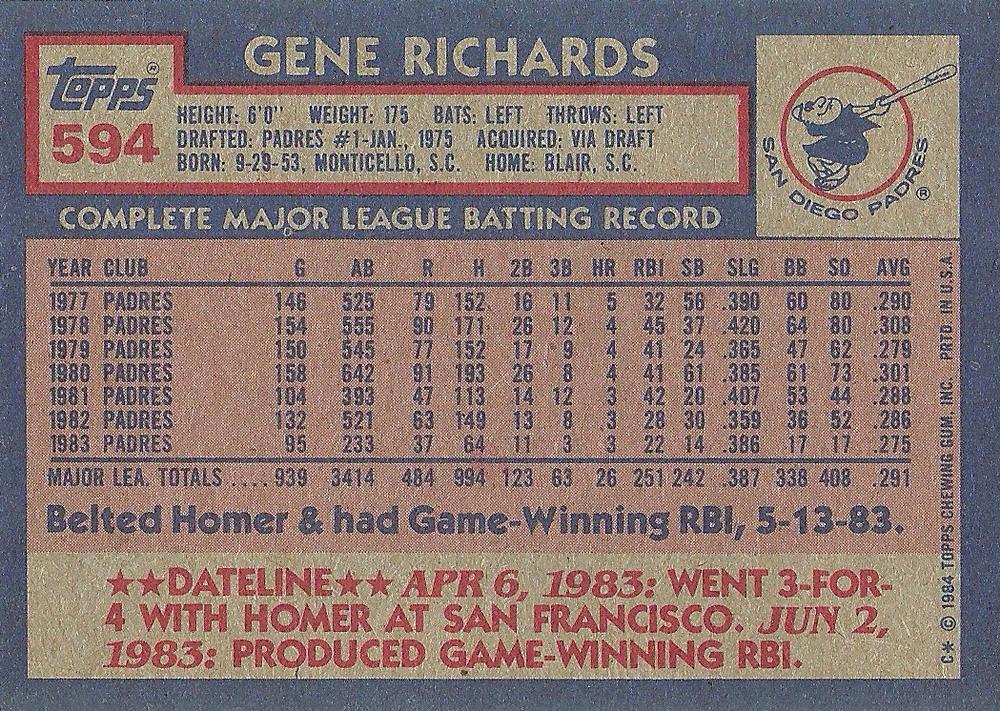 GENE RICHARDS
Topps®
594
HEIGHT: 6'0" WEIGHT: 175 BATS: LEFT THROWS: LEFT
DRAFTED: PADRES #1-JAN., 1975 ACQUIRED: VIA DRAFT
BORN: 9-29-53, MONTICELLO, S.C. HOME: BLAIR, S.C.
SAN DIEGO PADRES ®
COMPLETE MAJOR LEAGUE BATTING RECORD
YEAR CLUB G AB R H 2B 3B HR RBI SB SLG BB SO AVG
1977 PADRES 146 525 79 152 16 11 5 32 56 .390 60 80 .290
1978 PADRES 154 555 90 171 26 12 4 45 37 .420 64 80 .308
1979 PADRES 150 545 77 152 17 9 4 41 24 .365 47 62 .279
1980 PADRES 158 642 91 193 26 8 4 41 61 .385 61 73 .301
1981 PADRES 104 393 47 113 14 12 3 42 20 .407 53 44 .288
1982 PADRES 132 521 63 149 13 8 3 28 30 .359 36 52 .286
1983 PADRES 95 233 37 64 11 3 3 22 14 .386 17 17 .275
MAJOR LEA. TOTALS .... 939 3414 484 994 123 63 26 251 242 .387 338 408 .291
Belted Homer & had Game-Winning RBI, 5-13-83.
★★DATELINE★★ APR 6, 1983: WENT 3-FOR-
4 WITH HOMER AT SAN FRANCISCO. JUN 2,
1983: PRODUCED GAME-WINNING RBI.
C* © 1984 TOPPS CHEWING GUM, INC. PRTD. IN U.S.A.